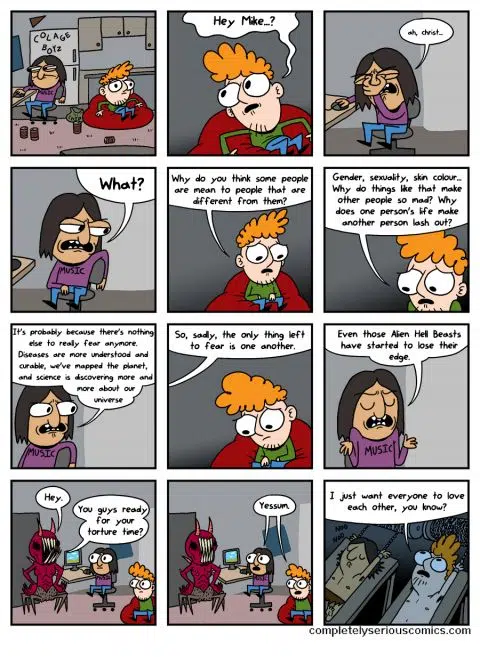 COLAGE
BOYZ
MUSIC
Hey Mike...?
ah, christ...
What?
MUSIC
Why do you think some people
are mean to people that are
different from them?
Gender, sexuality, skin colour...
Why do things like that make
other people so mad? Why
does one person's life make
another person lash out?
It's probably because there's nothing
else to really fear anymore.
Diseases are more understood and
curable, we've mapped the planet,
and science is discovering more and
more about our
universe
MUSIC
So, sadly, the only thing left
to fear is one another.
Even those Alien Hell Beasts
have started to lose their
edge.
MUSIC
Hey.
You guys ready
for your
torture time?
Yessum.
I just want everyone to love
each other, you know?
completelyseriouscomics.com